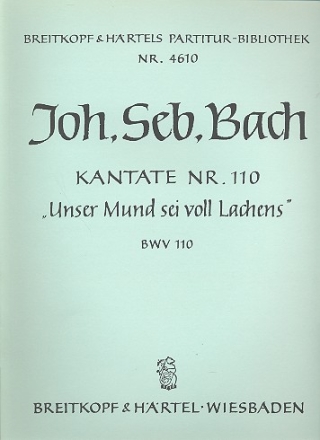 BREITKOPF & HÄRTELS PARTITUR-BIBLIOTHEK
NR. 4610
Joh. Seb. Bach
KANTATE NR. 110
„Unser Mund sei voll Lachens"
BWV 110
BREITKOPF & HÄRTEL · WIESBADEN